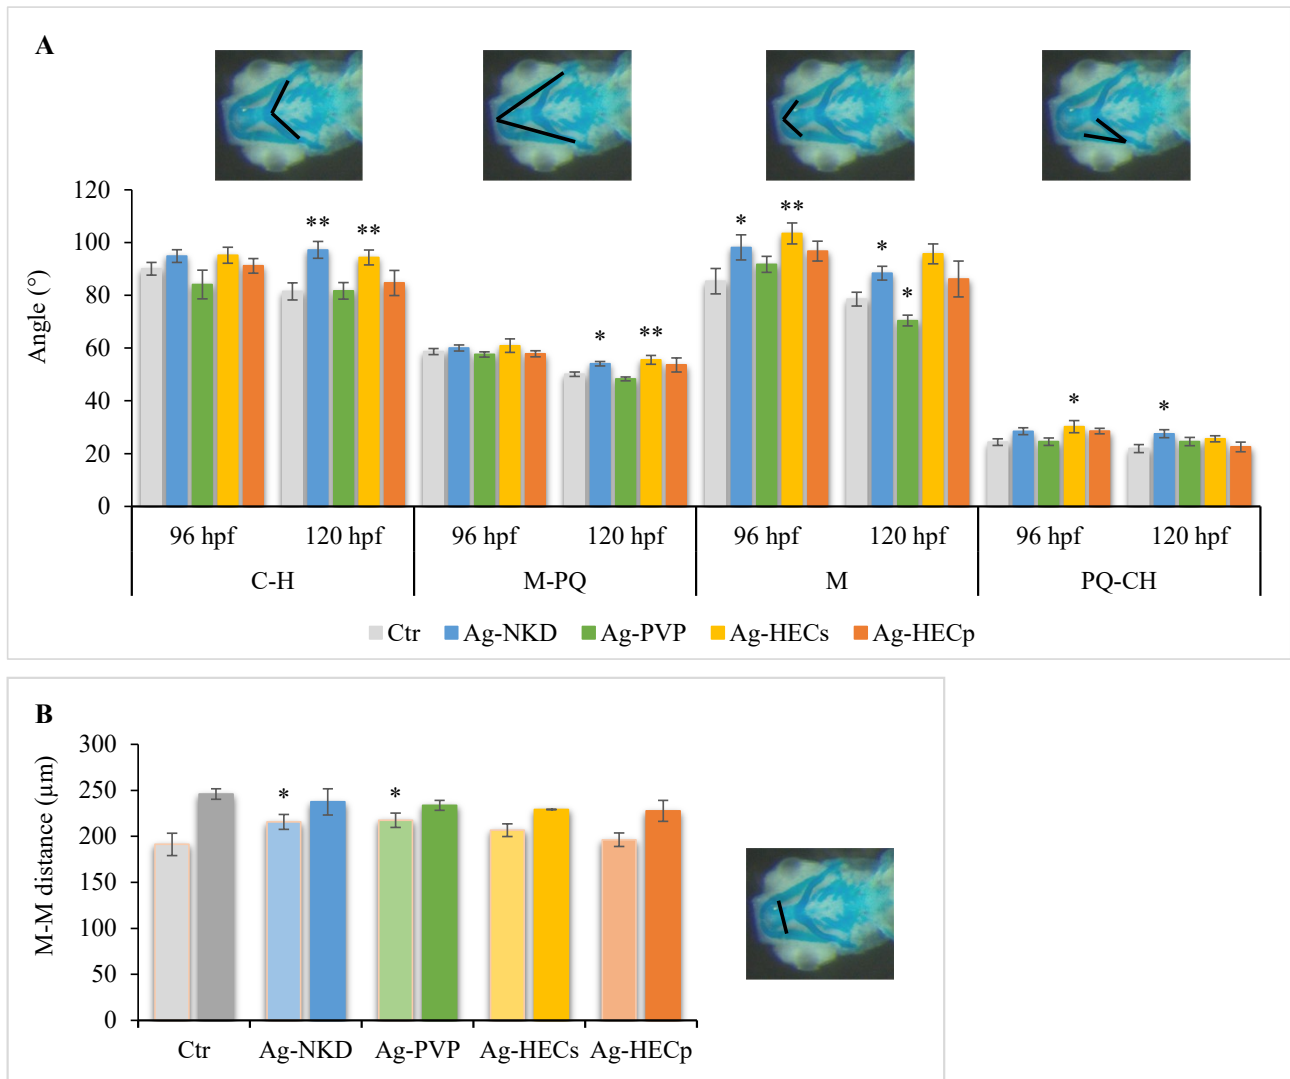 A
** ** * ** * * * ** * * *
120
100
80
60
40
20
0
Angle (°)
96 hpf 120 hpf 96 hpf 120 hpf 96 hpf 120 hpf 96 hpf 120 hpf
C-H M-PQ M PQ-CH
Ctr Ag-NKD Ag-PVP Ag-HECs Ag-HECp
B
* *
300
250
200
150
100
50
0
M-M distance (µm)
Ctr Ag-NKD Ag-PVP Ag-HECs Ag-HECp